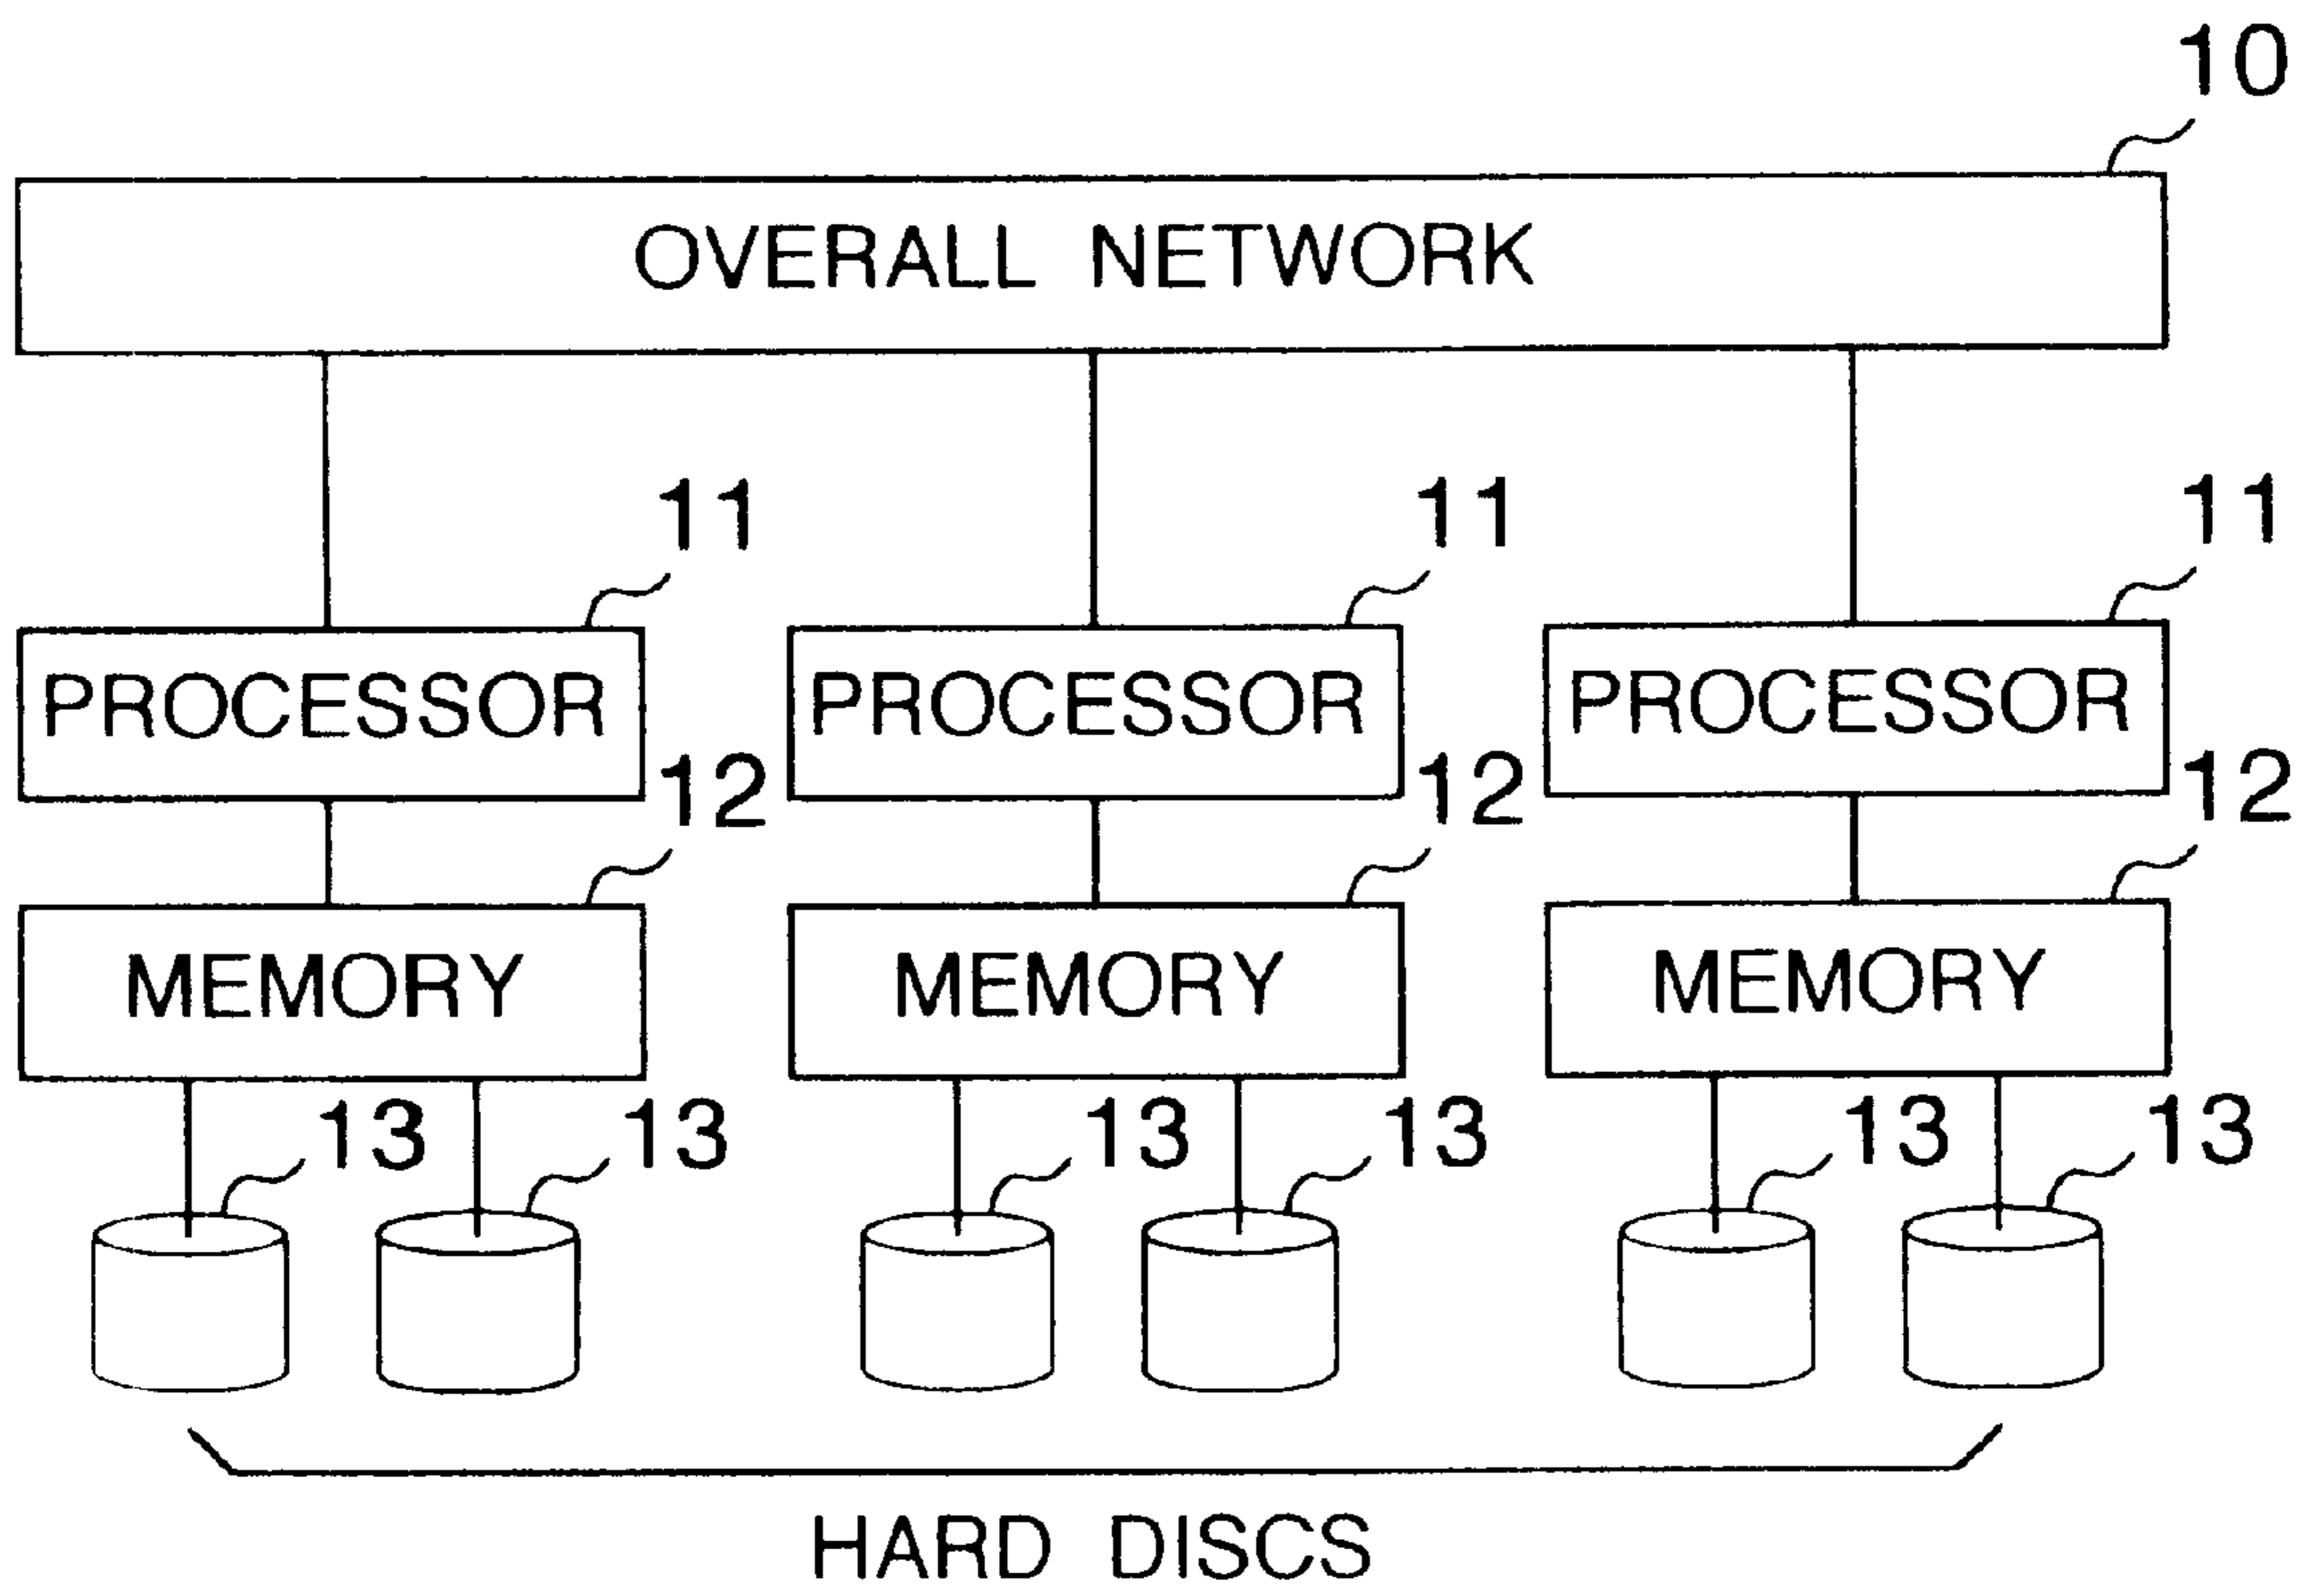 10
OVERALL NETWORK
11 11 11
PROCESSOR PROCESSOR PROCESSOR
12 12 12
MEMORY MEMORY MEMORY
13 13 13 13 13 13
HARD DISCS